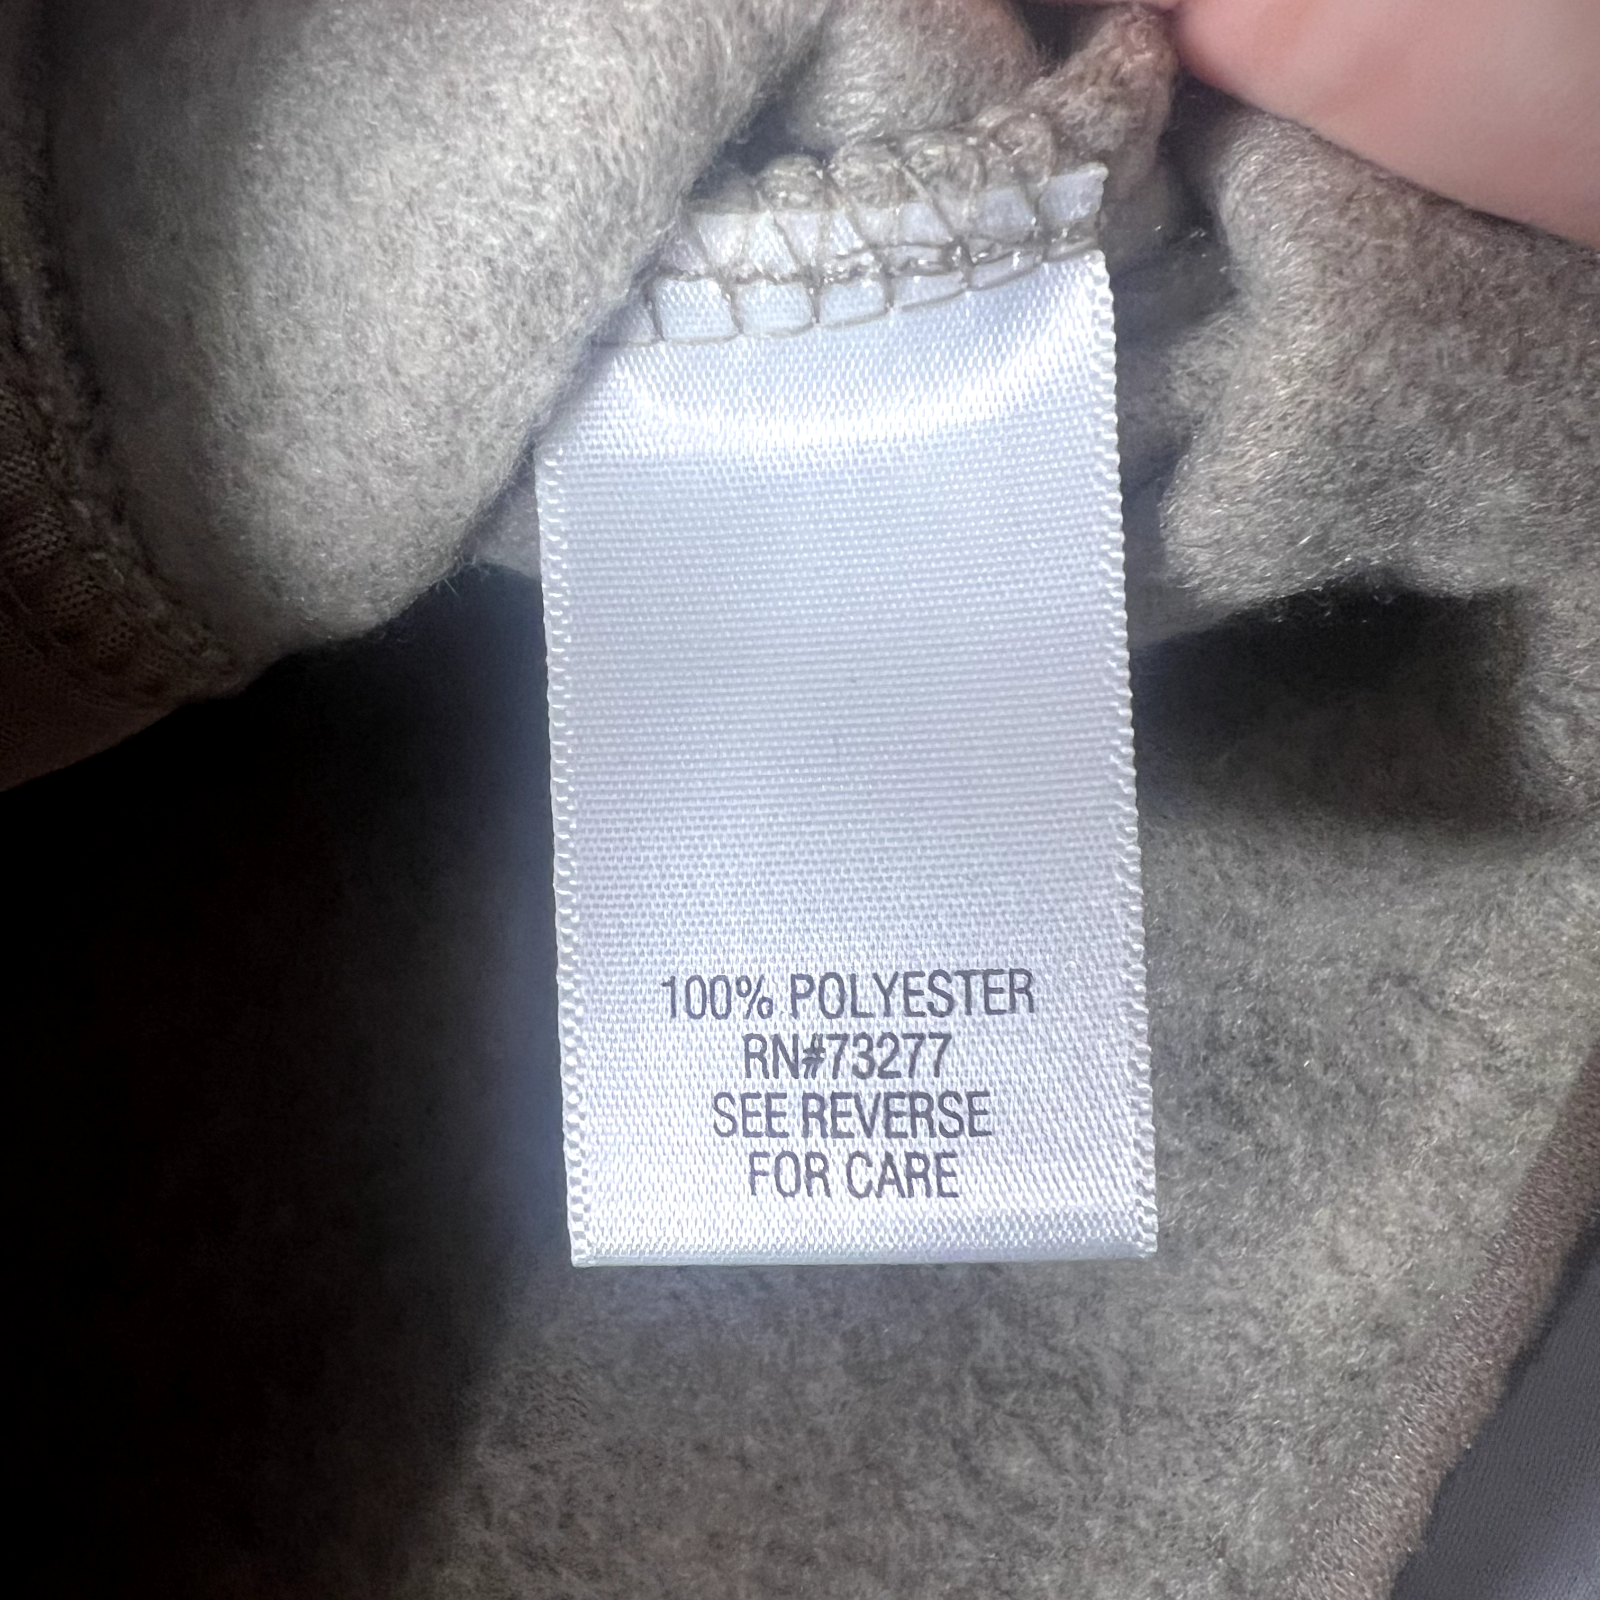 100% POLYESTER
RN#73277
SEE REVERSE
FOR CARE